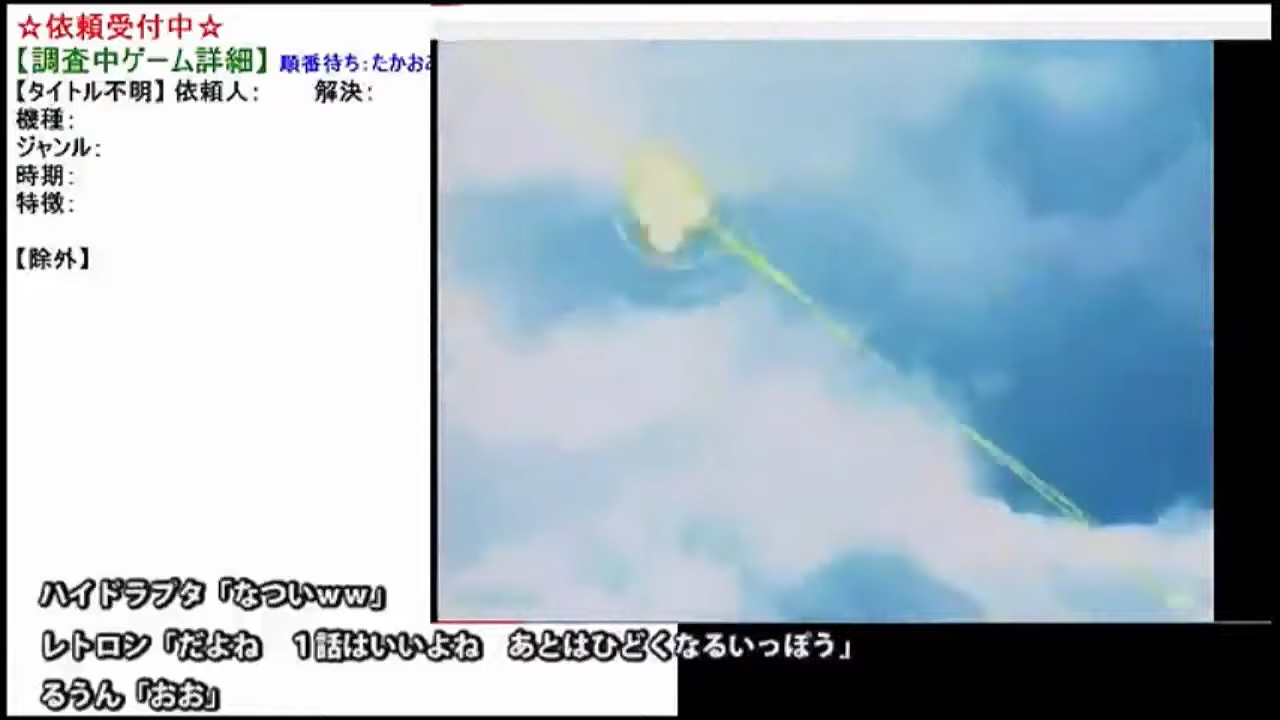 ☆依頼受付中☆
【調査中ゲーム詳細】 順番待ち:たかおみ
【タイトル不明】 依頼人: 解決:
機種:
ジャンル:
時期:
特徴:
【除外】
ハイドラプタ「なついww」
レトロン「だよね 1話はいいよね あとはひどくなるいっぽう」
るうん「おお」